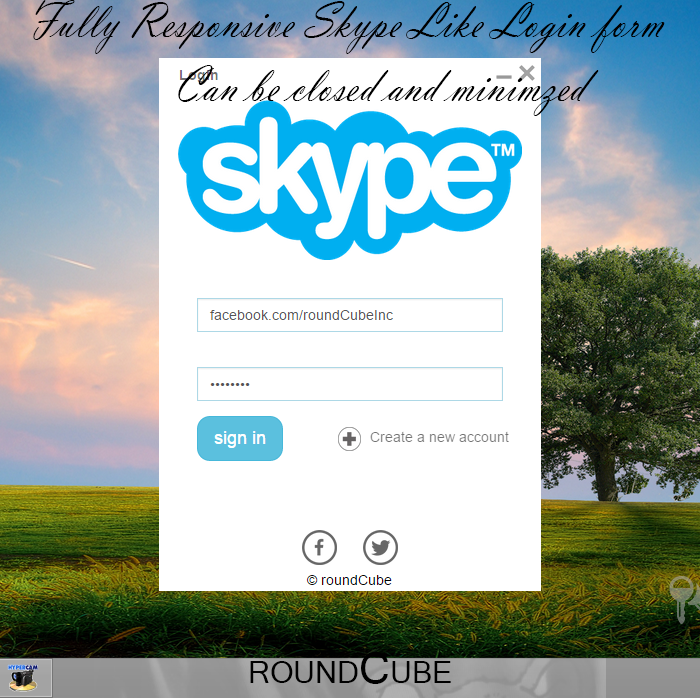 Fully Responsive Skype Like Login form
Login
Can be closed and minimzed
skype™
facebook.com/roundCubeInc
••••••••
sign in
Create a new account
© roundCube
HYPERCAM
ROUNDCUBE